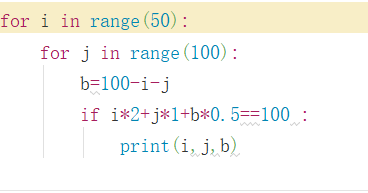 for i in range(50):
    for j in range(100):
        b=100-i-j
        if i*2+j*1+b*0.5==100 :
            print(i,j,b)